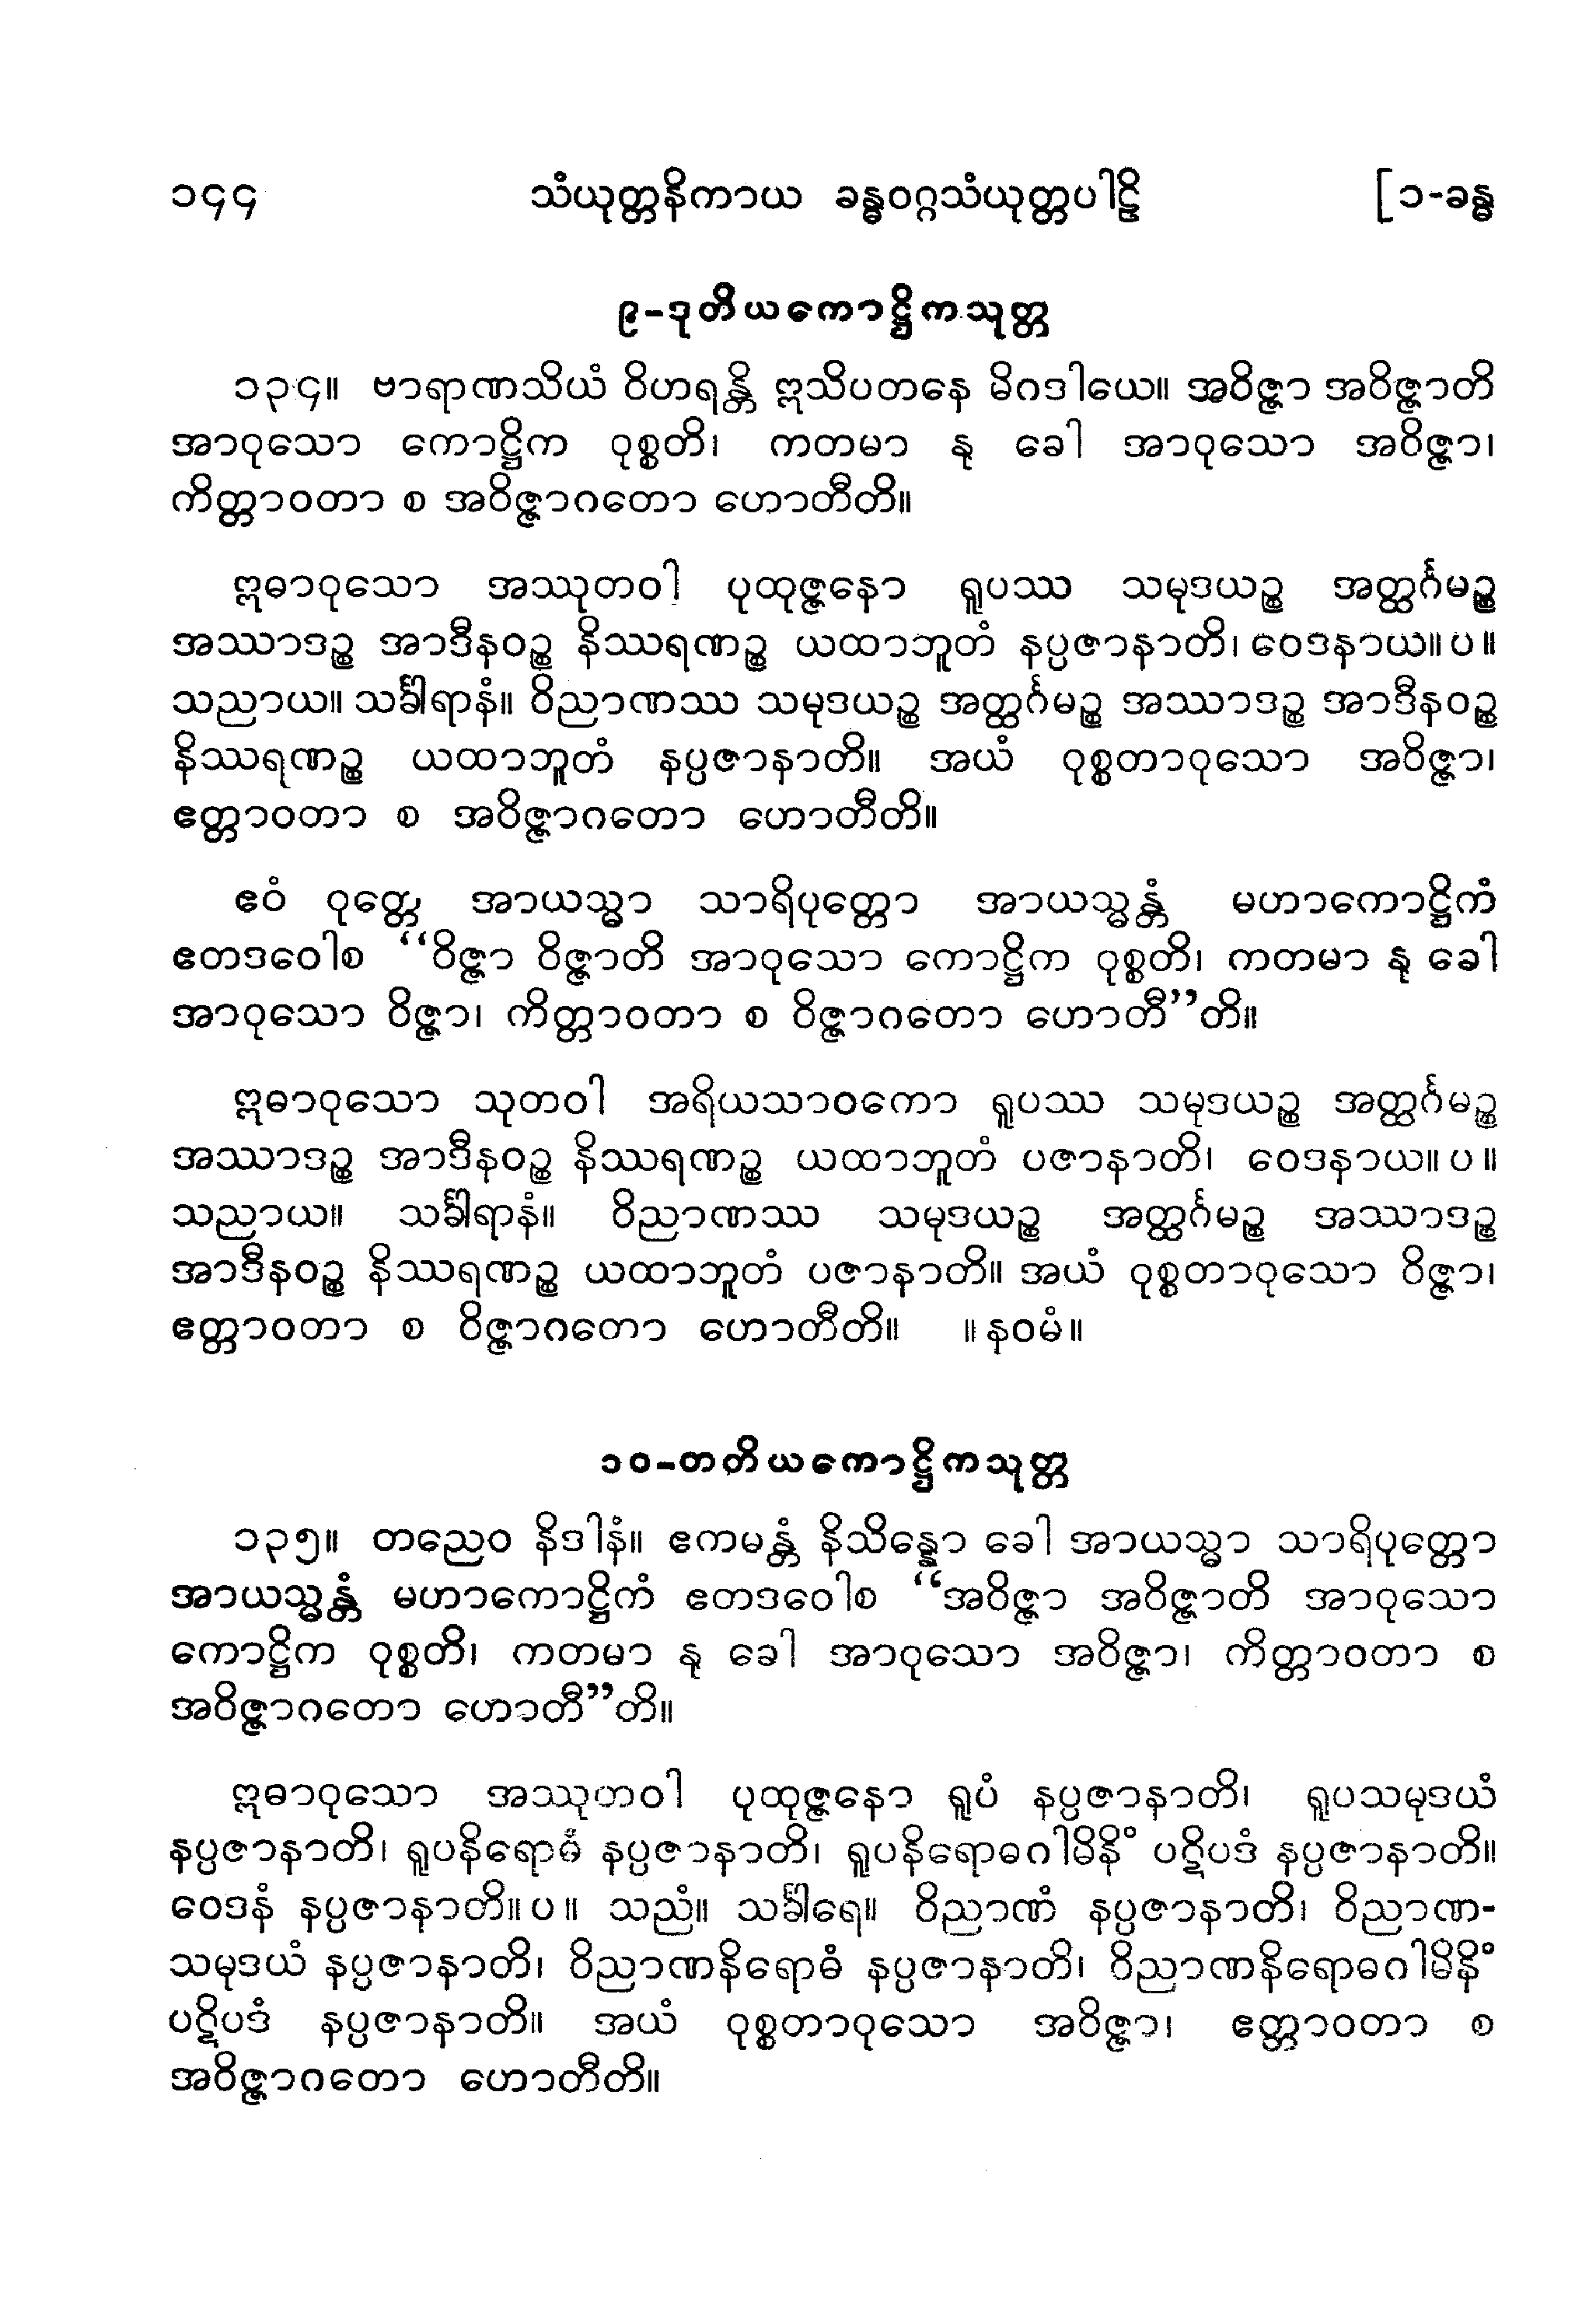 ၁၄၄ သံယုတ္တနိကာယ ခန္ဓဝဂ္ဂသံယုတ္တပါဠိ [၁-ခန္ဓ
၉-ဒုတိယကောဋ္ဌိကသုတ္တ
၁၃၄။ ဗာရာဏသိယံ ဝိဟရန္တိ ဣသိပတနေ မိဂဒါယေ။ အဝိဇ္ဇာ အဝိဇ္ဇာတိ
အာဝုသော ကောဋ္ဌိက ဝုစ္စတိ၊ ကတမာ နု ခေါ အာဝုသော အဝိဇ္ဇာ၊
ကိတ္တာဝတာ စ အဝိဇ္ဇာဂတော ဟောတီတိ။
ဣဓာဝုသော အဿုတဝါ ပုထုဇ္ဇနော ရူပဿ သမုဒယဉ္စ အတ္ထင်္ဂမဉ္စ
အဿာဒဉ္စ အာဒီနဝဉ္စ နိဿရဏဉ္စ ယထာဘူတံ နပ္ပဇာနာတိ၊ ဝေဒနာယ။ပ။
သညာယ။ သင်္ခါရာနံ။ ဝိညာဏဿ သမုဒယဉ္စ အတ္ထင်္ဂမဉ္စ အဿာဒဉ္စ အာဒီနဝဉ္စ
နိဿရဏဉ္စ ယထာဘူတံ နပ္ပဇာနာတိ။ အယံ ဝုစ္စတာဝုသော အဝိဇ္ဇာ၊
ဧတ္တာဝတာ စ အဝိဇ္ဇာဂတော ဟောတီတိ။
ဧဝံ ဝုတ္တေ အာယသ္မာ သာရိပုတ္တော အာယသ္မန္တံ မဟာကောဋ္ဌိကံ
ဧတဒဝေါစ “ဝိဇ္ဇာ ဝိဇ္ဇာတိ အာဝုသော ကောဋ္ဌိက ဝုစ္စတိ၊ ကတမာ နု ခေါ
အာဝုသော ဝိဇ္ဇာ၊ ကိတ္တာဝတာ စ ဝိဇ္ဇာဂတော ဟောတီ”တိ။
ဣဓာဝုသော သုတဝါ အရိယသာဝကော ရူပဿ သမုဒယဉ္စ အတ္ထင်္ဂမဉ္စ
အဿာဒဉ္စ အာဒီနဝဉ္စ နိဿရဏဉ္စ ယထာဘူတံ ပဇာနာတိ၊ ဝေဒနာယ။ပ။
သညာယ။ သင်္ခါရာနံ။ ဝိညာဏဿ သမုဒယဉ္စ အတ္ထင်္ဂမဉ္စ အဿာဒဉ္စ
အာဒီနဝဉ္စ နိဿရဏဉ္စ ယထာဘူတံ ပဇာနာတိ။ အယံ ဝုစ္စတာဝုသော ဝိဇ္ဇာ၊
ဧတ္တာဝတာ စ ဝိဇ္ဇာဂတော ဟောတီတိ။ ။နဝမံ။
၁၀-တတိယကောဋ္ဌိကသုတ္တ
၁၃၅။ တညေဝ နိဒါနံ။ ဧကမန္တံ နိသိန္နော ခေါ အာယသ္မာ သာရိပုတ္တော
အာယသ္မန္တံ မဟာကောဋ္ဌိကံ ဧတဒဝေါစ “အဝိဇ္ဇာ အဝိဇ္ဇာတိ အာဝုသော
ကောဋ္ဌိက ဝုစ္စတိ၊ ကတမာ နု ခေါ အာဝုသော အဝိဇ္ဇာ၊ ကိတ္တာဝတာ စ
အဝိဇ္ဇာဂတော ဟောတီ”တိ။
ဣဓာဝုသော အဿုတဝါ ပုထုဇ္ဇနော ရူပံ နပ္ပဇာနာတိ၊ ရူပသမုဒယံ
နပ္ပဇာနာတိ၊ ရူပနိရောဓံ နပ္ပဇာနာတိ၊ ရူပနိရောဓဂါမိနိံ ပဋိပဒံ နပ္ပဇာနာတိ။
ဝေဒနံ နပ္ပဇာနာတိ။ပ။ သညံ။ သင်္ခါရေ။ ဝိညာဏံ နပ္ပဇာနာတိ၊ ဝိညာဏ-
သမုဒယံ နပ္ပဇာနာတိ၊ ဝိညာဏနိရောဓံ နပ္ပဇာနာတိ၊ ဝိညာဏနိရောဓဂါမိနိံ
ပဋိပဒံ နပ္ပဇာနာတိ။ အယံ ဝုစ္စတာဝုသော အဝိဇ္ဇာ၊ ဧတ္တာဝတာ စ
အဝိဇ္ဇာဂတော ဟောတီတိ။